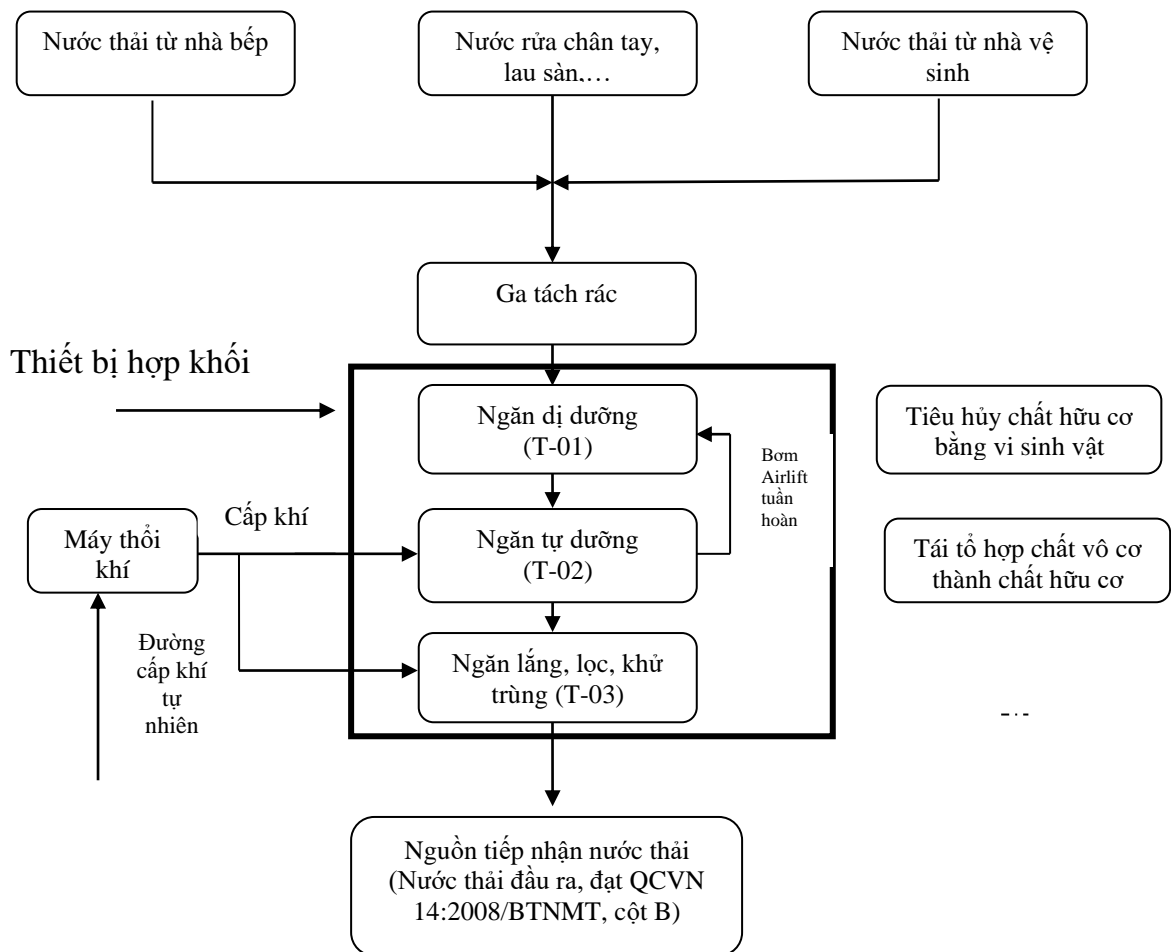 Nước thải từ nhà bếp
Nước rửa chân tay,
lau sàn,…
Nước thải từ nhà vệ
sinh
Ga tách rác
Thiết bị hợp khối
Ngăn dị dưỡng
(T-01)
Bơm
Airlift
tuần
hoàn
Tiêu hủy chất hữu cơ
bằng vi sinh vật
Máy thổi
khí
Cấp khí
Ngăn tự dưỡng
(T-02)
Tái tổ hợp chất vô cơ
thành chất hữu cơ
Đường
cấp khí
tự
nhiên
Ngăn lắng, lọc, khử
trùng (T-03)
Nguồn tiếp nhận nước thải
(Nước thải đầu ra, đạt QCVN
14:2008/BTNMT, cột B)